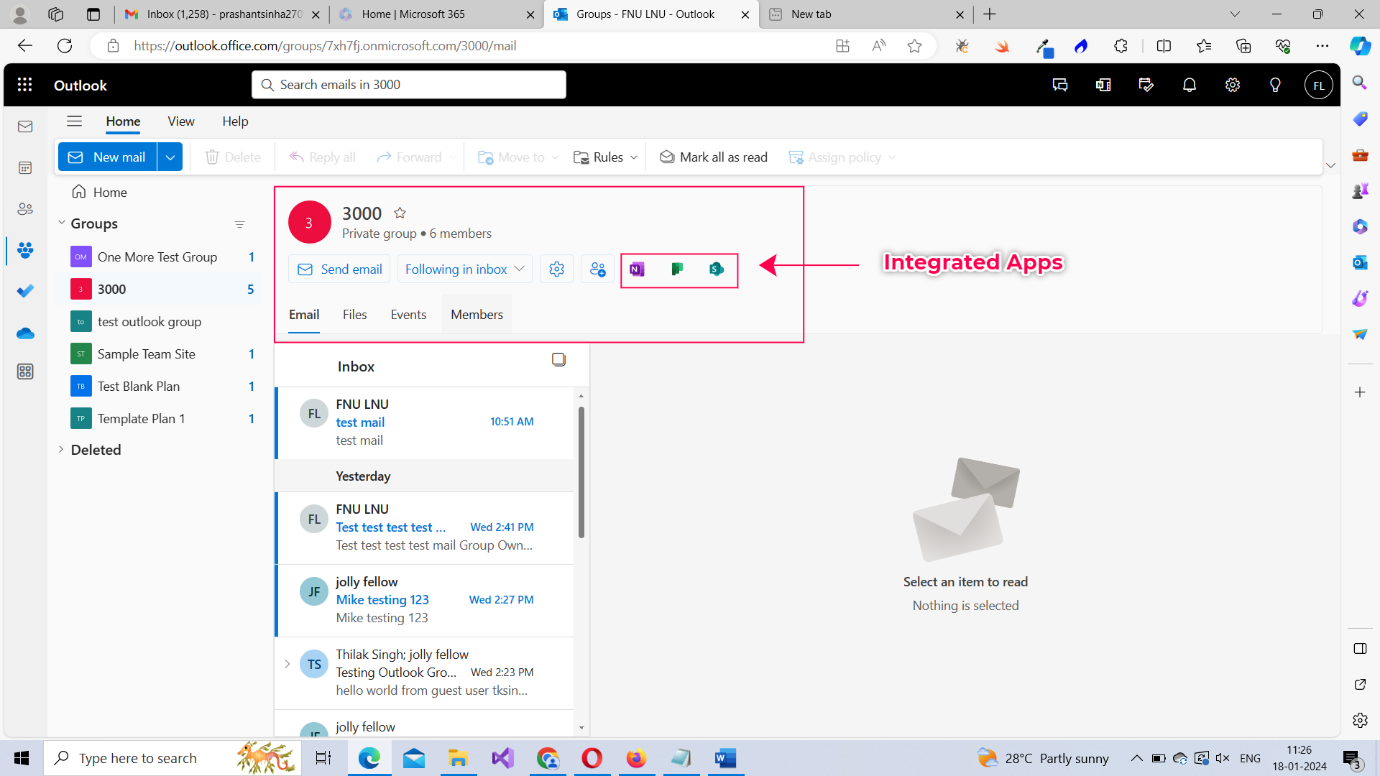 Inbox (1,258) - prashantsinha270
Home | Microsoft 365
Groups - FNU LNU - Outlook
New tab
https://outlook.office.com/groups/7xh7fj.onmicrosoft.com/3000/mail
Outlook
Search emails in 3000
FL
Home View Help
New mail
Delete
Reply all
Forward
Move to
Rules
Mark all as read
Assign policy
Home
Groups
OM One More Test Group 1
3 3000 5
to test outlook group
ST Sample Team Site 1
TB Test Blank Plan 1
TP Template Plan 1 1
Deleted
3
3000
Private group • 6 members
Send email
Following in inbox
N
S
Integrated Apps
Email Files Events Members
Inbox
FL
FNU LNU
test mail 10:51 AM
test mail
Yesterday
FL
FNU LNU
Test test test test ... Wed 2:41 PM
Test test test test mail Group Own...
JF
jolly fellow
Mike testing 123 Wed 2:27 PM
Mike testing 123
TS
Thilak Singh; jolly fellow
Testing Outlook Gro... Wed 2:23 PM
hello world from guest user tksin...
jolly fellow
Select an item to read
Nothing is selected
Type here to search
28°C Partly sunny
ENG
11:26
18-01-2024
3